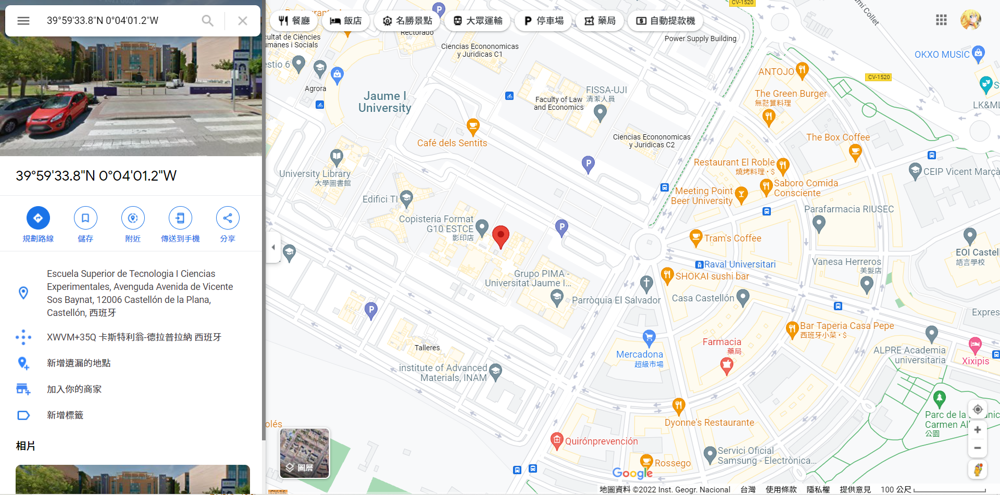 39°59'33.8"N 0°04'01.2"W
39°59'33.8"N 0°04'01.2"W
規劃路線
儲存
附近
傳送到手機
分享
Escuela Superior de Tecnologia I Ciencias
Experimentales, Avenguda Avenida de Vicente
Sos Baynat, 12006 Castellón de la Plana,
Castellón, 西班牙
XWVM+35Q 卡斯特利翁-德拉普拉納 西班牙
新增遺漏的地點
加入你的商家
新增標籤
相片
餐廳
飯店
名勝景點
大眾運輸
停車場
藥局
自動提款機
CV-1520
Rectorado
Power Supply Building
Ciencias Econonomicas
y Juridicas C1
Agrora
Jaume I
University
FISSA-UJI
清潔人員
Faculty of Law
and Economics
Café dels Sentits
Ciencias Econonomicas
y Juridicas C2
OKXO MUSIC
ANTOJO
CV-1520
The Green Burger
無麩質料理
LK&ML
The Box Coffee
University Library
大學圖書館
Restaurant El Roble
燒烤料理 • $
CEIP Vicent Marçà
Saboro Comida
Consciente
Meeting Point
Beer University
Edifici TI
Parafarmacia RIUSEC
Copisteria Format
G10 ESTCE
影印店
Tram's Coffee
EOI Castell
語言學校
Vanesa Herreros
美髮店
Raval Universitari
SHOKAI sushi bar
Grupo PIMA -
Universitat Jaume I...
Parròquia El Salvador
Casa Castellón
Expres
Bar Taperia Casa Pepe
西班牙小菜 • $
Talleres
Farmacia
藥局
Mercadona
超級市場
ALPRE Academia
universitaria
Xixipis
institute of Advanced
Materials, INAM
Dyonne's Restaurante
Parc de la
Carmen Al
公園
Quirónprevención
Servici Oficial
Samsung - Electrònica...
Rossego
圖層
Google
地圖資料 ©2022 Inst. Geogr. Nacional
台灣
使用條款
隱私權
提供意見
100 公尺